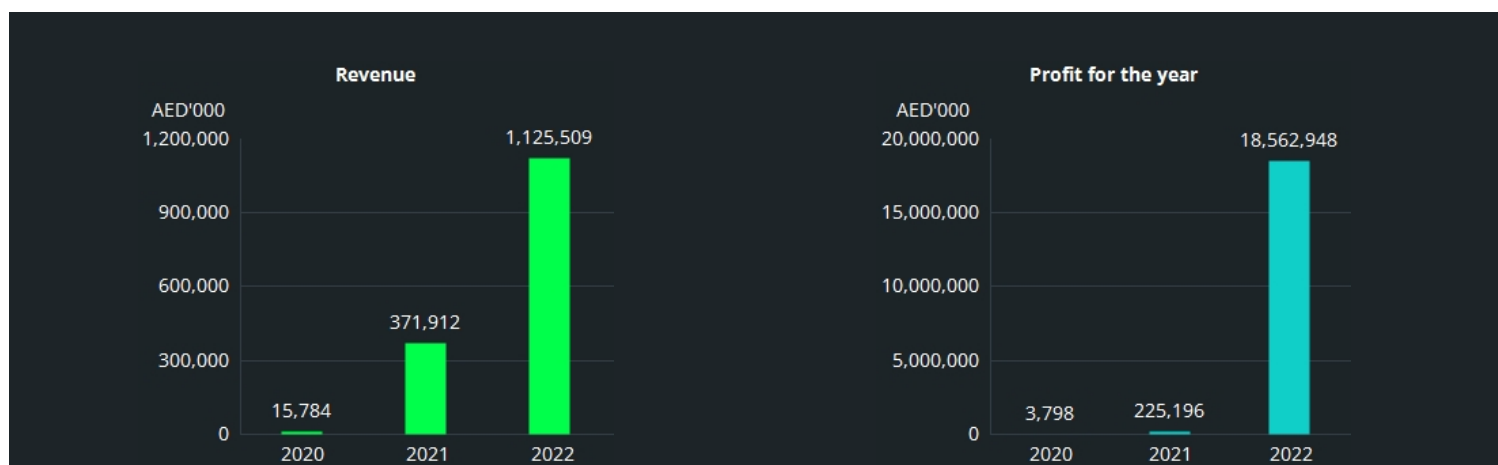 Revenue
AED'000
1,200,000
900,000
600,000
300,000
0
15,784
371,912
1,125,509
2020 2021 2022
Profit for the year
AED'000
20,000,000
15,000,000
10,000,000
5,000,000
0
3,798
225,196
18,562,948
2020 2021 2022